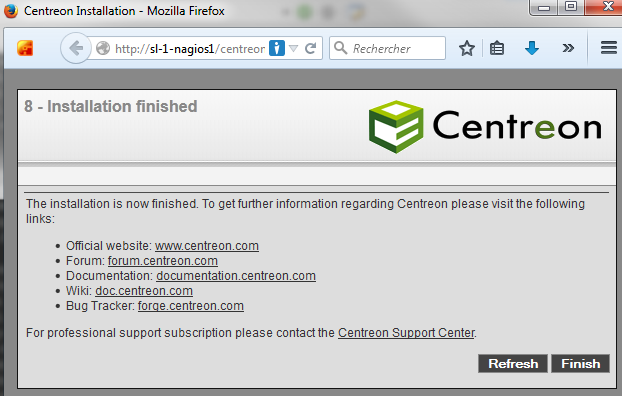 Centreon Installation - Mozilla Firefox
http://sl-1-nagios1/centreor
Rechercher
8 - Installation finished
Centreon
The installation is now finished. To get further information regarding Centreon please visit the following
links:
• Official website: www.centreon.com
• Forum: forum.centreon.com
• Documentation: documentation.centreon.com
• Wiki: doc.centreon.com
• Bug Tracker: forge.centreon.com
For professional support subscription please contact the Centreon Support Center.
Refresh Finish